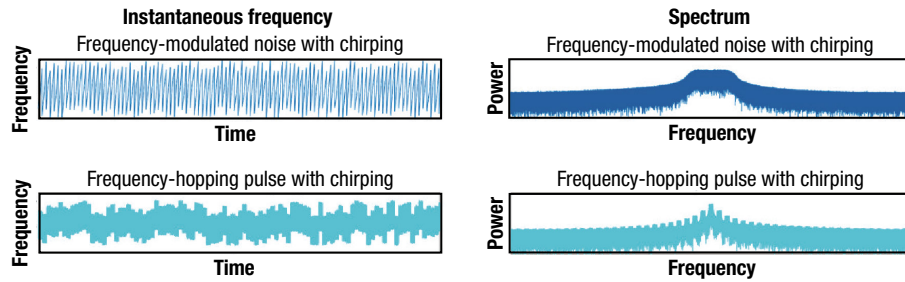 Instantaneous frequency
Frequency-modulated noise with chirping
Frequency
Time
Frequency-hopping pulse with chirping
Frequency
Time
Spectrum
Frequency-modulated noise with chirping
Power
Frequency
Frequency-hopping pulse with chirping
Power
Frequency